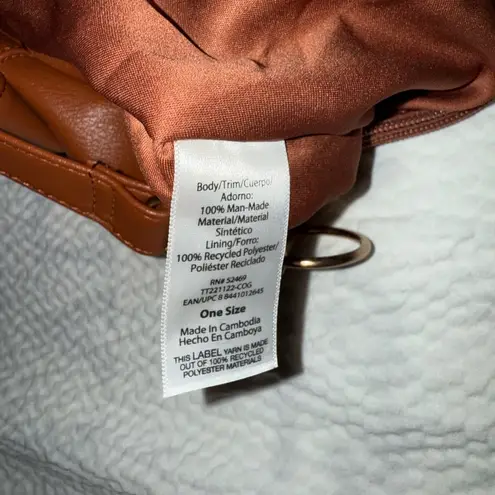 Body/Trim/Cuerpo/
Adorno:
100% Man-Made
Material/Material
Sintético
Lining/Forro:
100% Recycled Polyester/
Poliéster Reciclado
RN# 52469
TT221122-COG
EAN/UPC 8 8441012645
One Size
Made In Cambodia
Hecho En Camboya
THIS LABEL YARN IS MADE
OUT OF 100% RECYCLED
POLYESTER MATERIALS